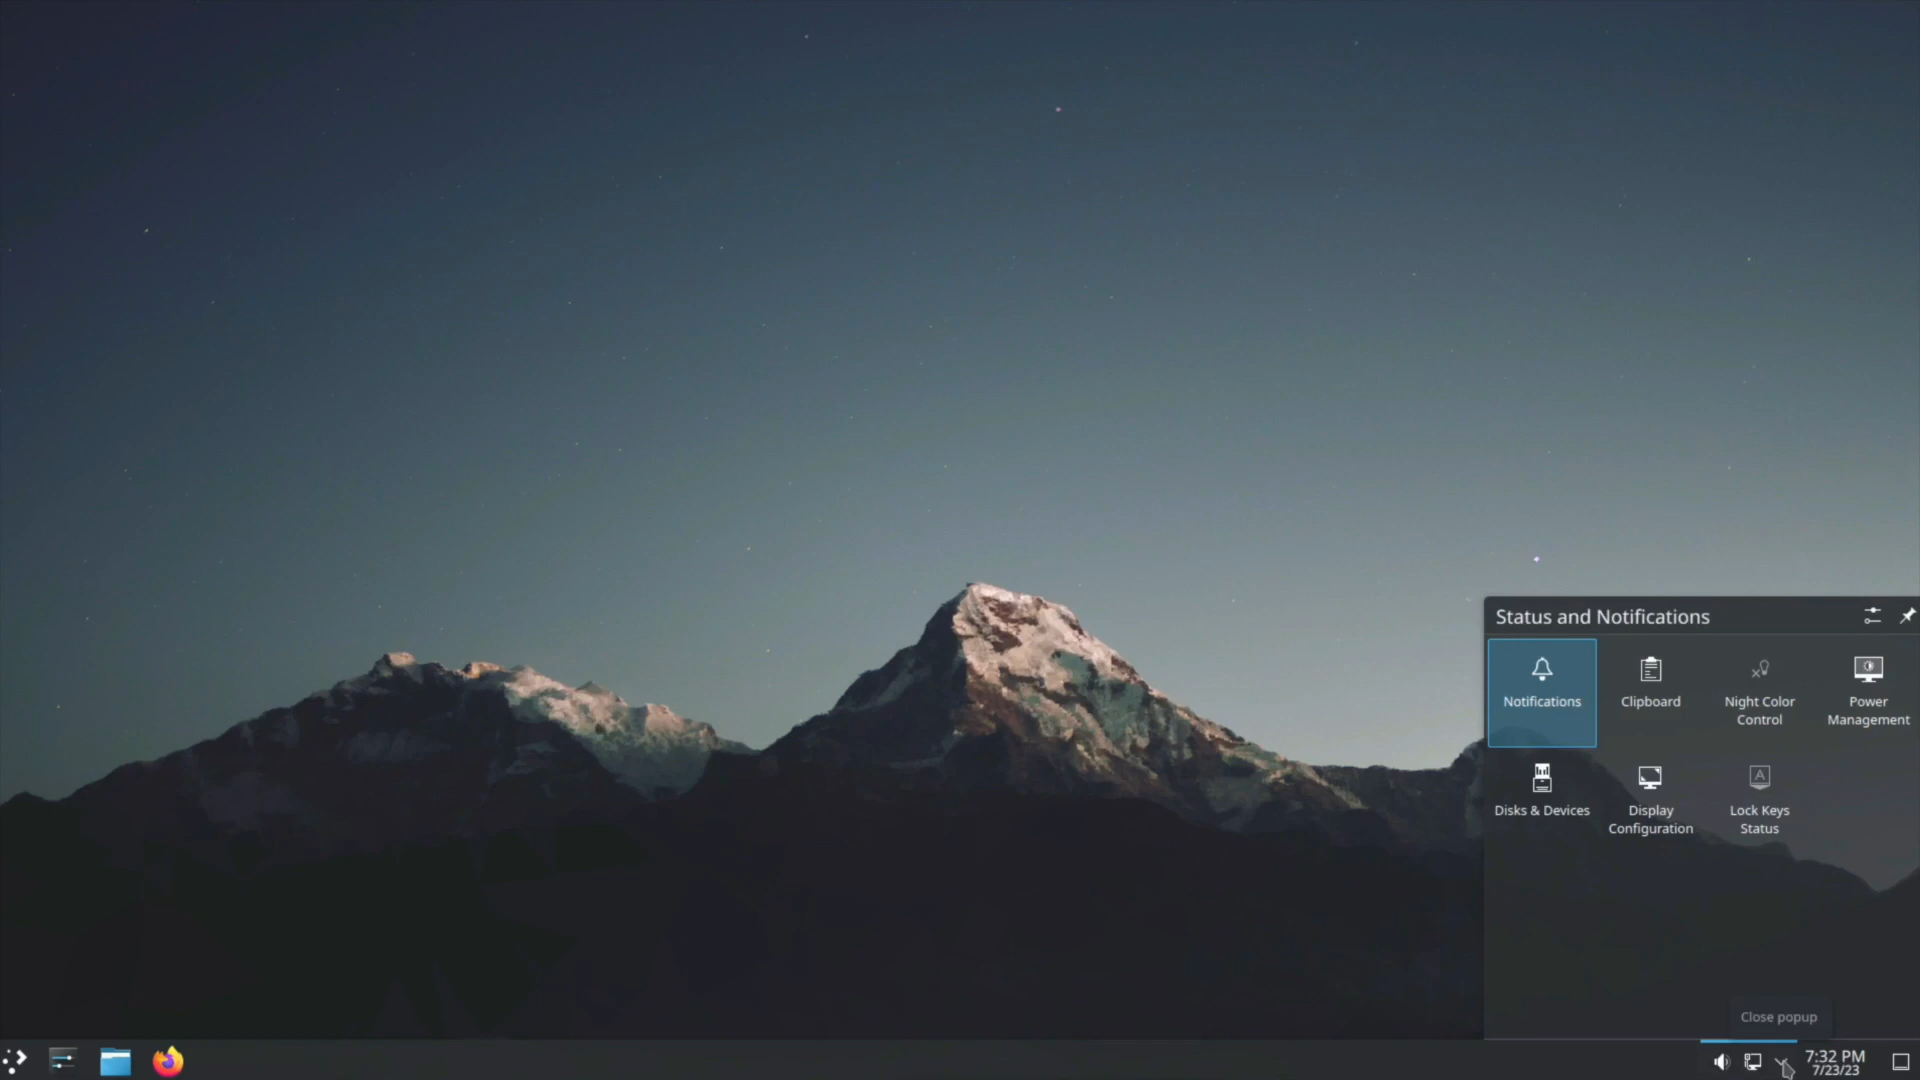 Status and Notifications
Notifications
Clipboard
Night Color
Control
Power
Management
Disks & Devices
Display
Configuration
Lock Keys
Status
Close popup
7:32 PM
7/23/23